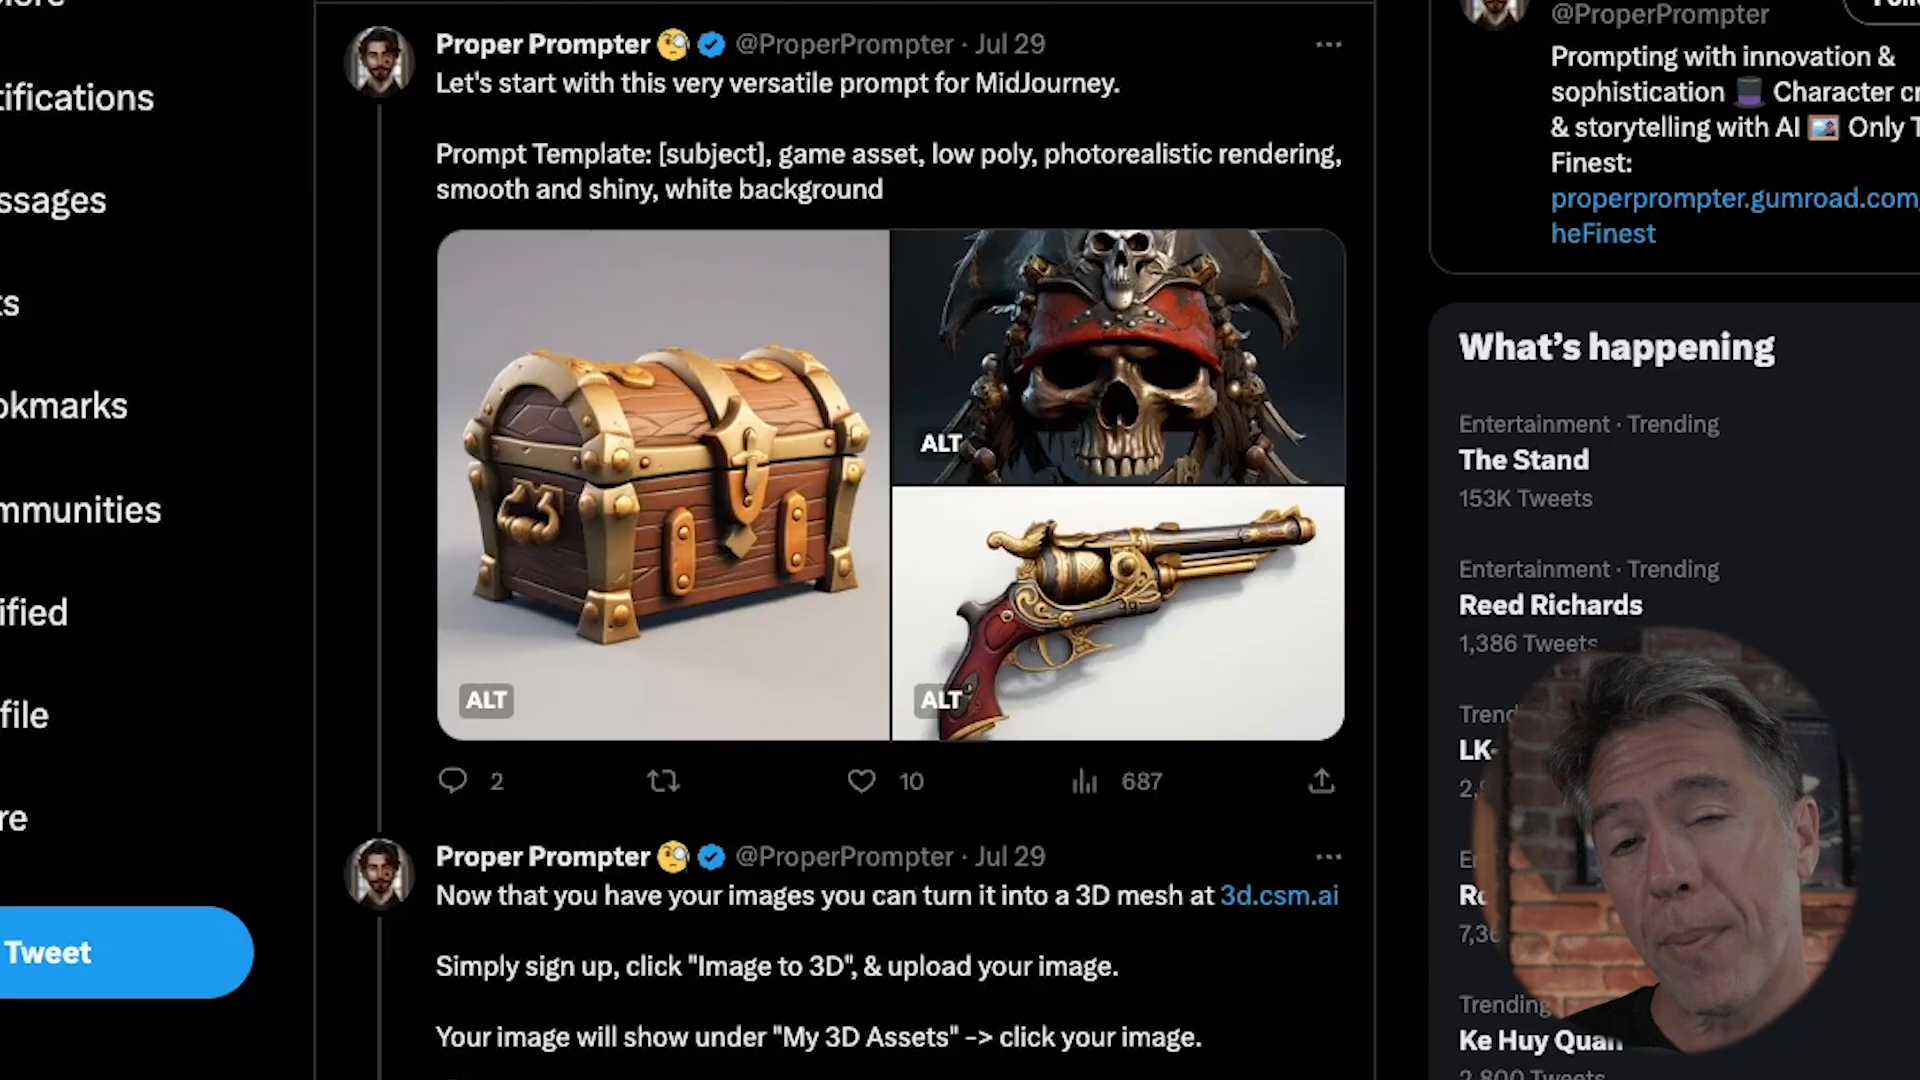 tifications
ssages
ts
okmarks
mmunities
ified
file
re
Tweet
Proper Prompter @ProperPrompter · Jul 29
Let's start with this very versatile prompt for MidJourney.
Prompt Template: [subject], game asset, low poly, photorealistic rendering,
smooth and shiny, white background
ALT
ALT
ALT
2
10
687
Proper Prompter @ProperPrompter · Jul 29
Now that you have your images you can turn it into a 3D mesh at 3d.csm.ai
Simply sign up, click "Image to 3D", & upload your image.
Your image will show under "My 3D Assets" -> click your image.
@ProperPrompter
Prompting with innovation &
sophistication Character cr
& storytelling with AI Only T
Finest:
properprompter.gumroad.com
heFinest
What's happening
Entertainment · Trending
The Stand
153K Tweets
Entertainment · Trending
Reed Richards
1,386 Tweets
Trend
LK-
Trending
Ke Huy Quan
2,800 Tweets